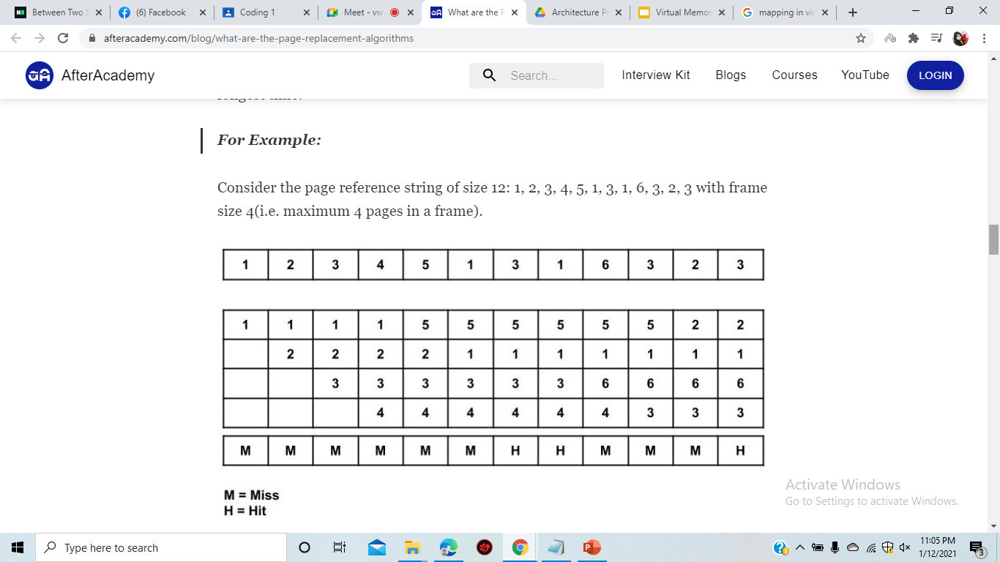 Between Two S
(6) Facebook
Coding 1
Meet - vw
What are the P
Architecture P
Virtual Memor
mapping in vir
afteracademy.com/blog/what-are-the-page-replacement-algorithms
AfterAcademy
Search...
Interview Kit
Blogs
Courses
YouTube
LOGIN
For Example:
Consider the page reference string of size 12: 1, 2, 3, 4, 5, 1, 3, 1, 6, 3, 2, 3 with frame
size 4(i.e. maximum 4 pages in a frame).
1 2 3 4 5 1 3 1 6 3 2 3
1 1 1 1 5 5 5 5 5 5 2 2
2 2 2 2 1 1 1 1 1 1 1
3 3 3 3 3 3 6 6 6 6
4 4 4 4 4 4 3 3 3
M M M M M M H H M M M H
M = Miss
H = Hit
Activate Windows
Go to Settings to activate Windows.
Type here to search
11:05 PM
1/12/2021
3